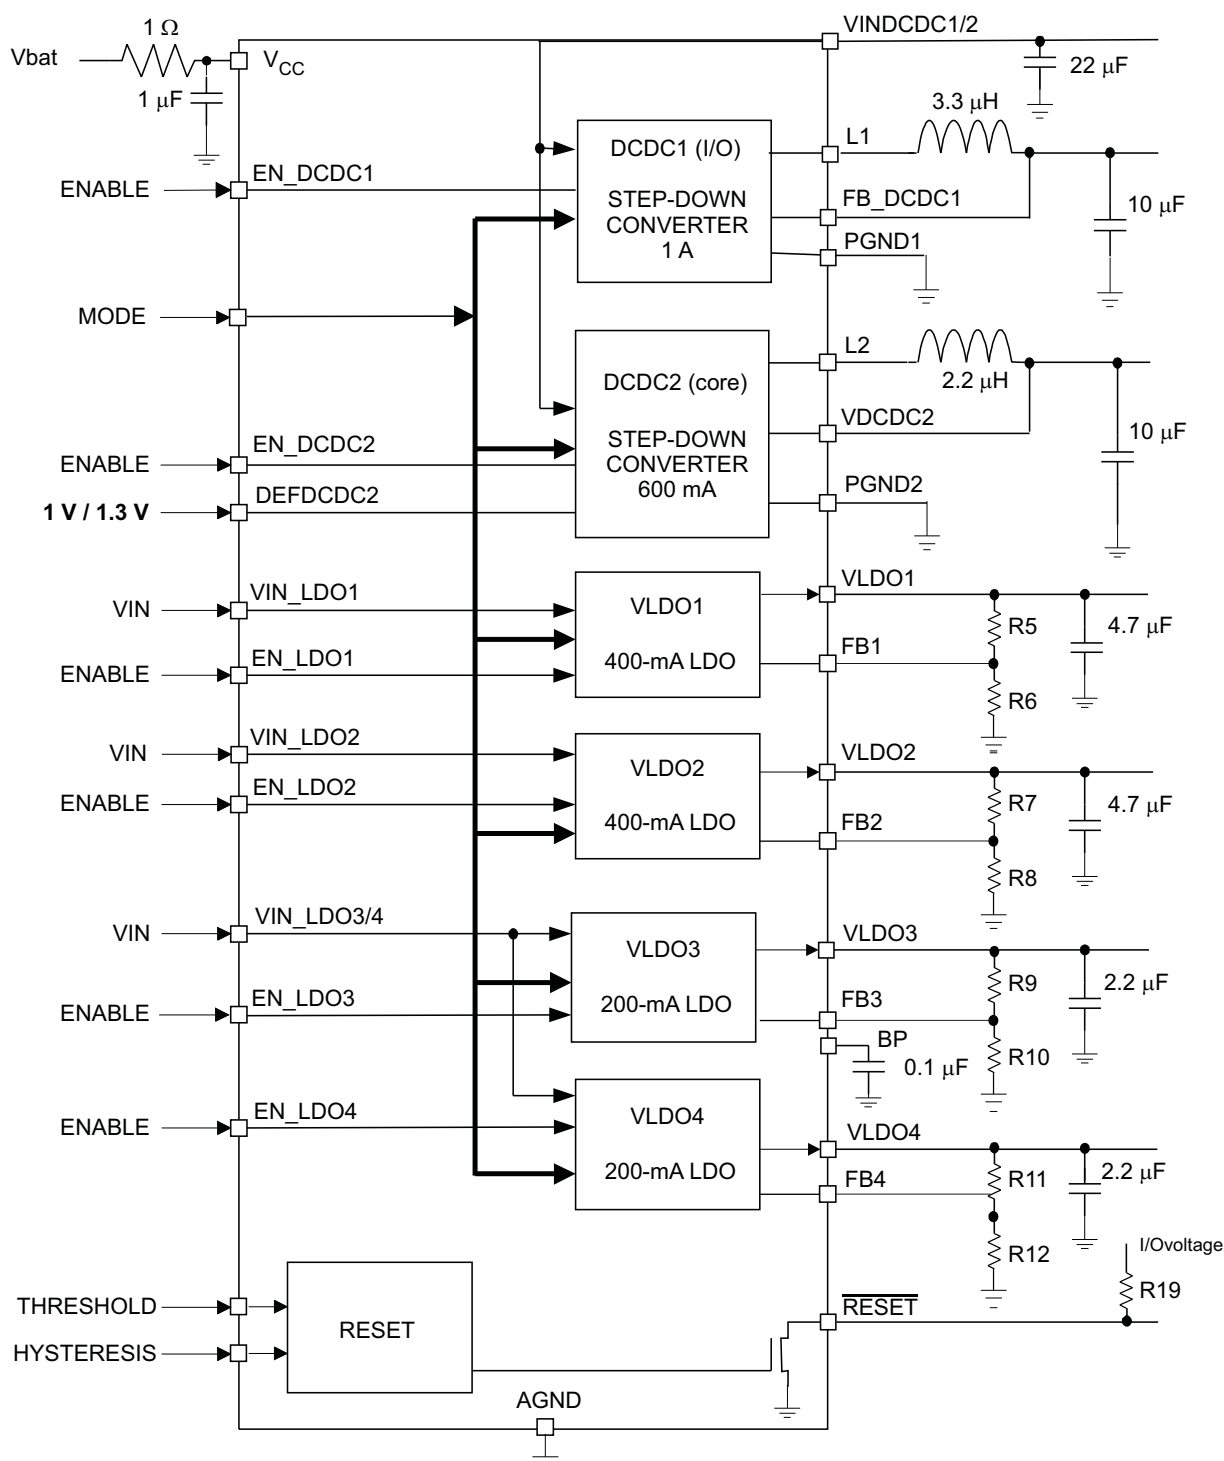 1 Ω
Vbat
VCC
1 μF
VINDCDC1/2
22 μF
3.3 μH
L1
DCDC1 (I/O)
STEP-DOWN
CONVERTER
1 A
ENABLE
EN_DCDC1
FB_DCDC1
10 μF
PGND1
MODE
L2
2.2 μH
DCDC2 (core)
STEP-DOWN
CONVERTER
600 mA
VDCDC2
10 μF
ENABLE
EN_DCDC2
1 V / 1.3 V
DEFDCDC2
PGND2
VIN
VIN_LDO1
VLDO1
400-mA LDO
VLDO1
R5
4.7 μF
ENABLE
EN_LDO1
FB1
R6
VIN
VIN_LDO2
VLDO2
400-mA LDO
VLDO2
R7
4.7 μF
ENABLE
EN_LDO2
FB2
R8
VIN
VIN_LDO3/4
VLDO3
200-mA LDO
VLDO3
R9
2.2 μF
ENABLE
EN_LDO3
FB3
BP
0.1 μF
R10
ENABLE
EN_LDO4
VLDO4
200-mA LDO
VLDO4
R11
2.2 μF
FB4
R12
I/Ovoltage
R19
THRESHOLD
HYSTERESIS
RESET
RESET
AGND